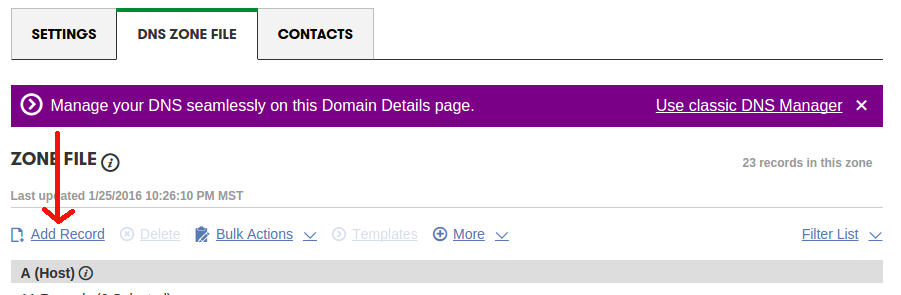 SETTINGS DNS ZONE FILE CONTACTS
Manage your DNS seamlessly on this Domain Details page. Use classic DNS Manager ×
ZONE FILE i
23 records in this zone
Last updated 1/25/2016 10:26:10 PM MST
Add Record Delete Bulk Actions Templates More Filter List
A (Host) i